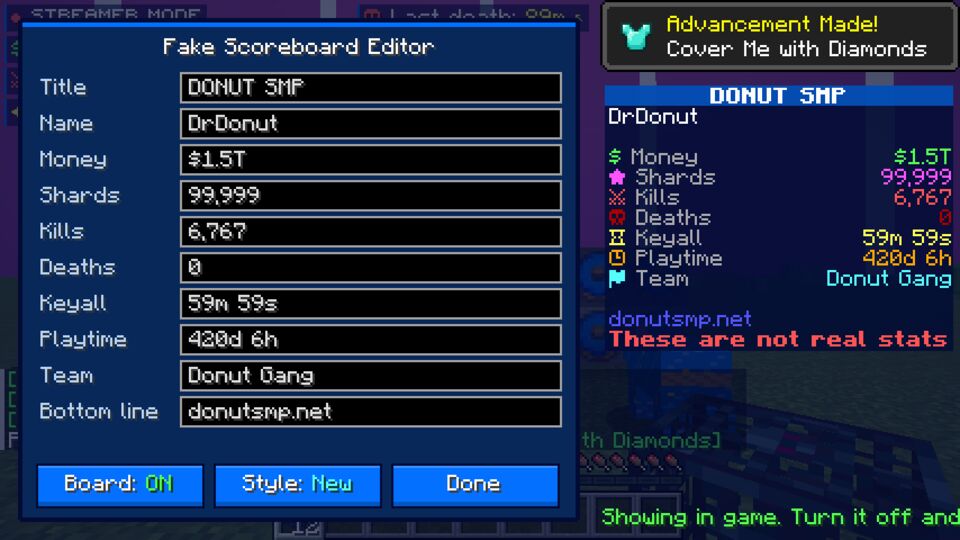 STREAMER MODE
Last death: 99m
Fake Scoreboard Editor
Title DONUT SMP
Name DrDonut
Money $1.5T
Shards 99,999
Kills 6,767
Deaths 0
Keyall 59m 59s
Playtime 420d 6h
Team Donut Gang
Bottom line donutsmp.net
Board: ON Style: New Done
Advancement Made!
Cover Me with Diamonds
DONUT SMP
DrDonut
$ Money $1.5T
Shards 99,999
Kills 6,767
Deaths 0
Keyall 59m 59s
Playtime 420d 6h
Team Donut Gang
donutsmp.net
These are not real stats
th Diamonds]
12
Showing in game. Turn it off and